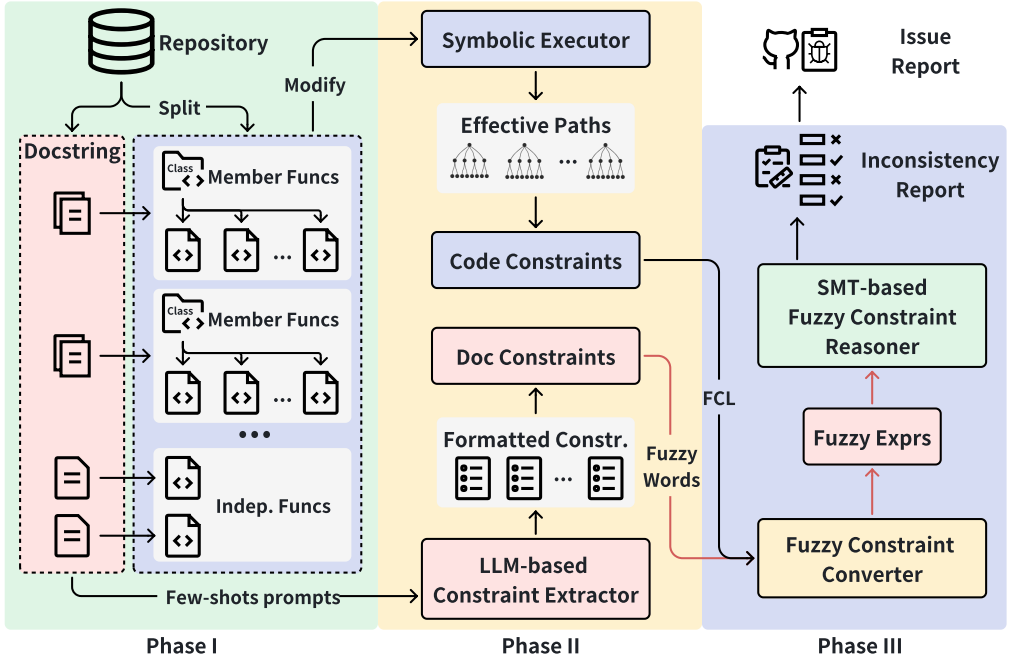 Repository
Split
Modify
Docstring
Class
Member Funcs
...
Class
Member Funcs
...
...
Indep. Funcs
Few-shots prompts
Phase I
Symbolic Executor
Effective Paths
...
Code Constraints
Doc Constraints
Formatted Constr.
...
LLM-based
Constraint Extractor
Fuzzy
Words
FCL
Phase II
Issue
Report
Inconsistency
Report
SMT-based
Fuzzy Constraint
Reasoner
Fuzzy Exprs
Fuzzy Constraint
Converter
Phase III